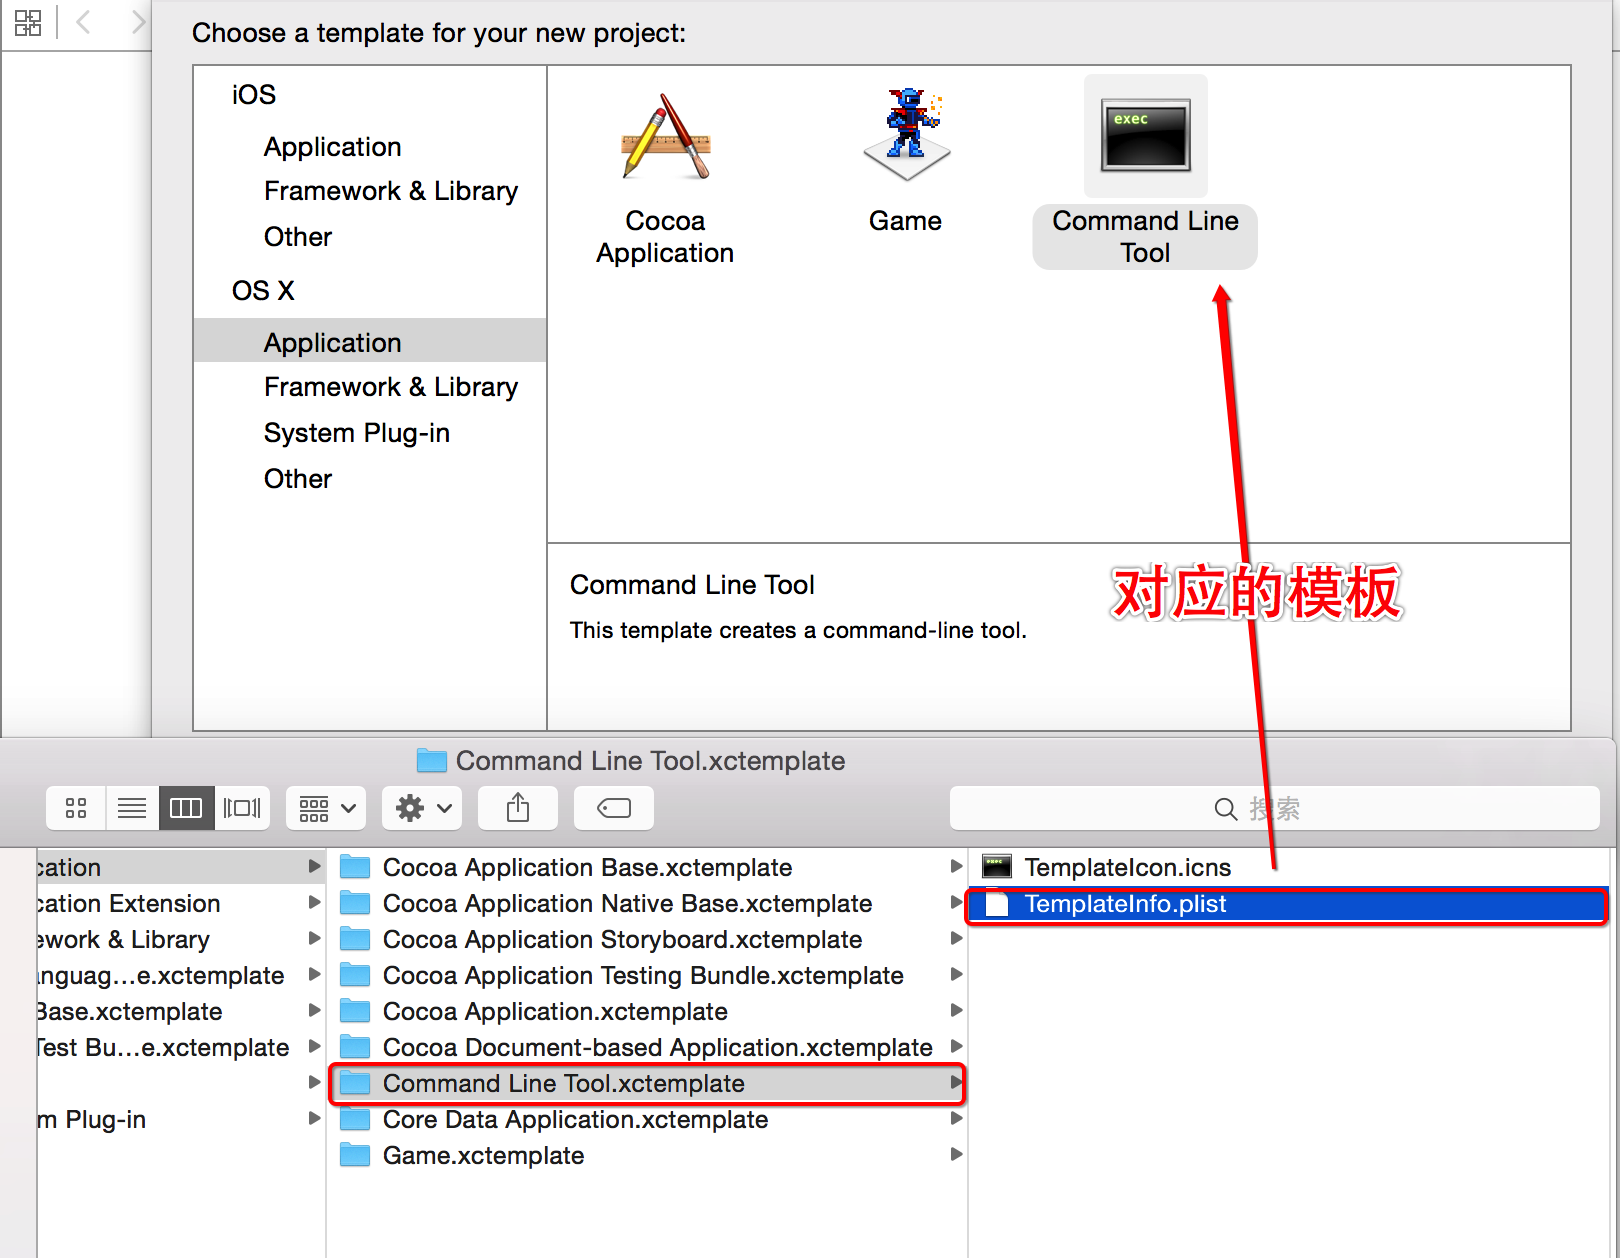 Choose a template for your new project:
iOS
Application
Framework & Library
Other
OS X
Application
Framework & Library
System Plug-in
Other
Cocoa
Application
Game
exec
Command Line
Tool
Command Line Tool
This template creates a command-line tool.
对应的模板
Command Line Tool.xctemplate
搜索
cation
cation Extension
ework & Library
anguag...e.xctemplate
Base.xctemplate
Test Bu...e.xctemplate
m Plug-in
Cocoa Application Base.xctemplate
Cocoa Application Native Base.xctemplate
Cocoa Application Storyboard.xctemplate
Cocoa Application Testing Bundle.xctemplate
Cocoa Application.xctemplate
Cocoa Document-based Application.xctemplate
Command Line Tool.xctemplate
Core Data Application.xctemplate
Game.xctemplate
exec
TemplateIcon.icns
TemplateInfo.plist